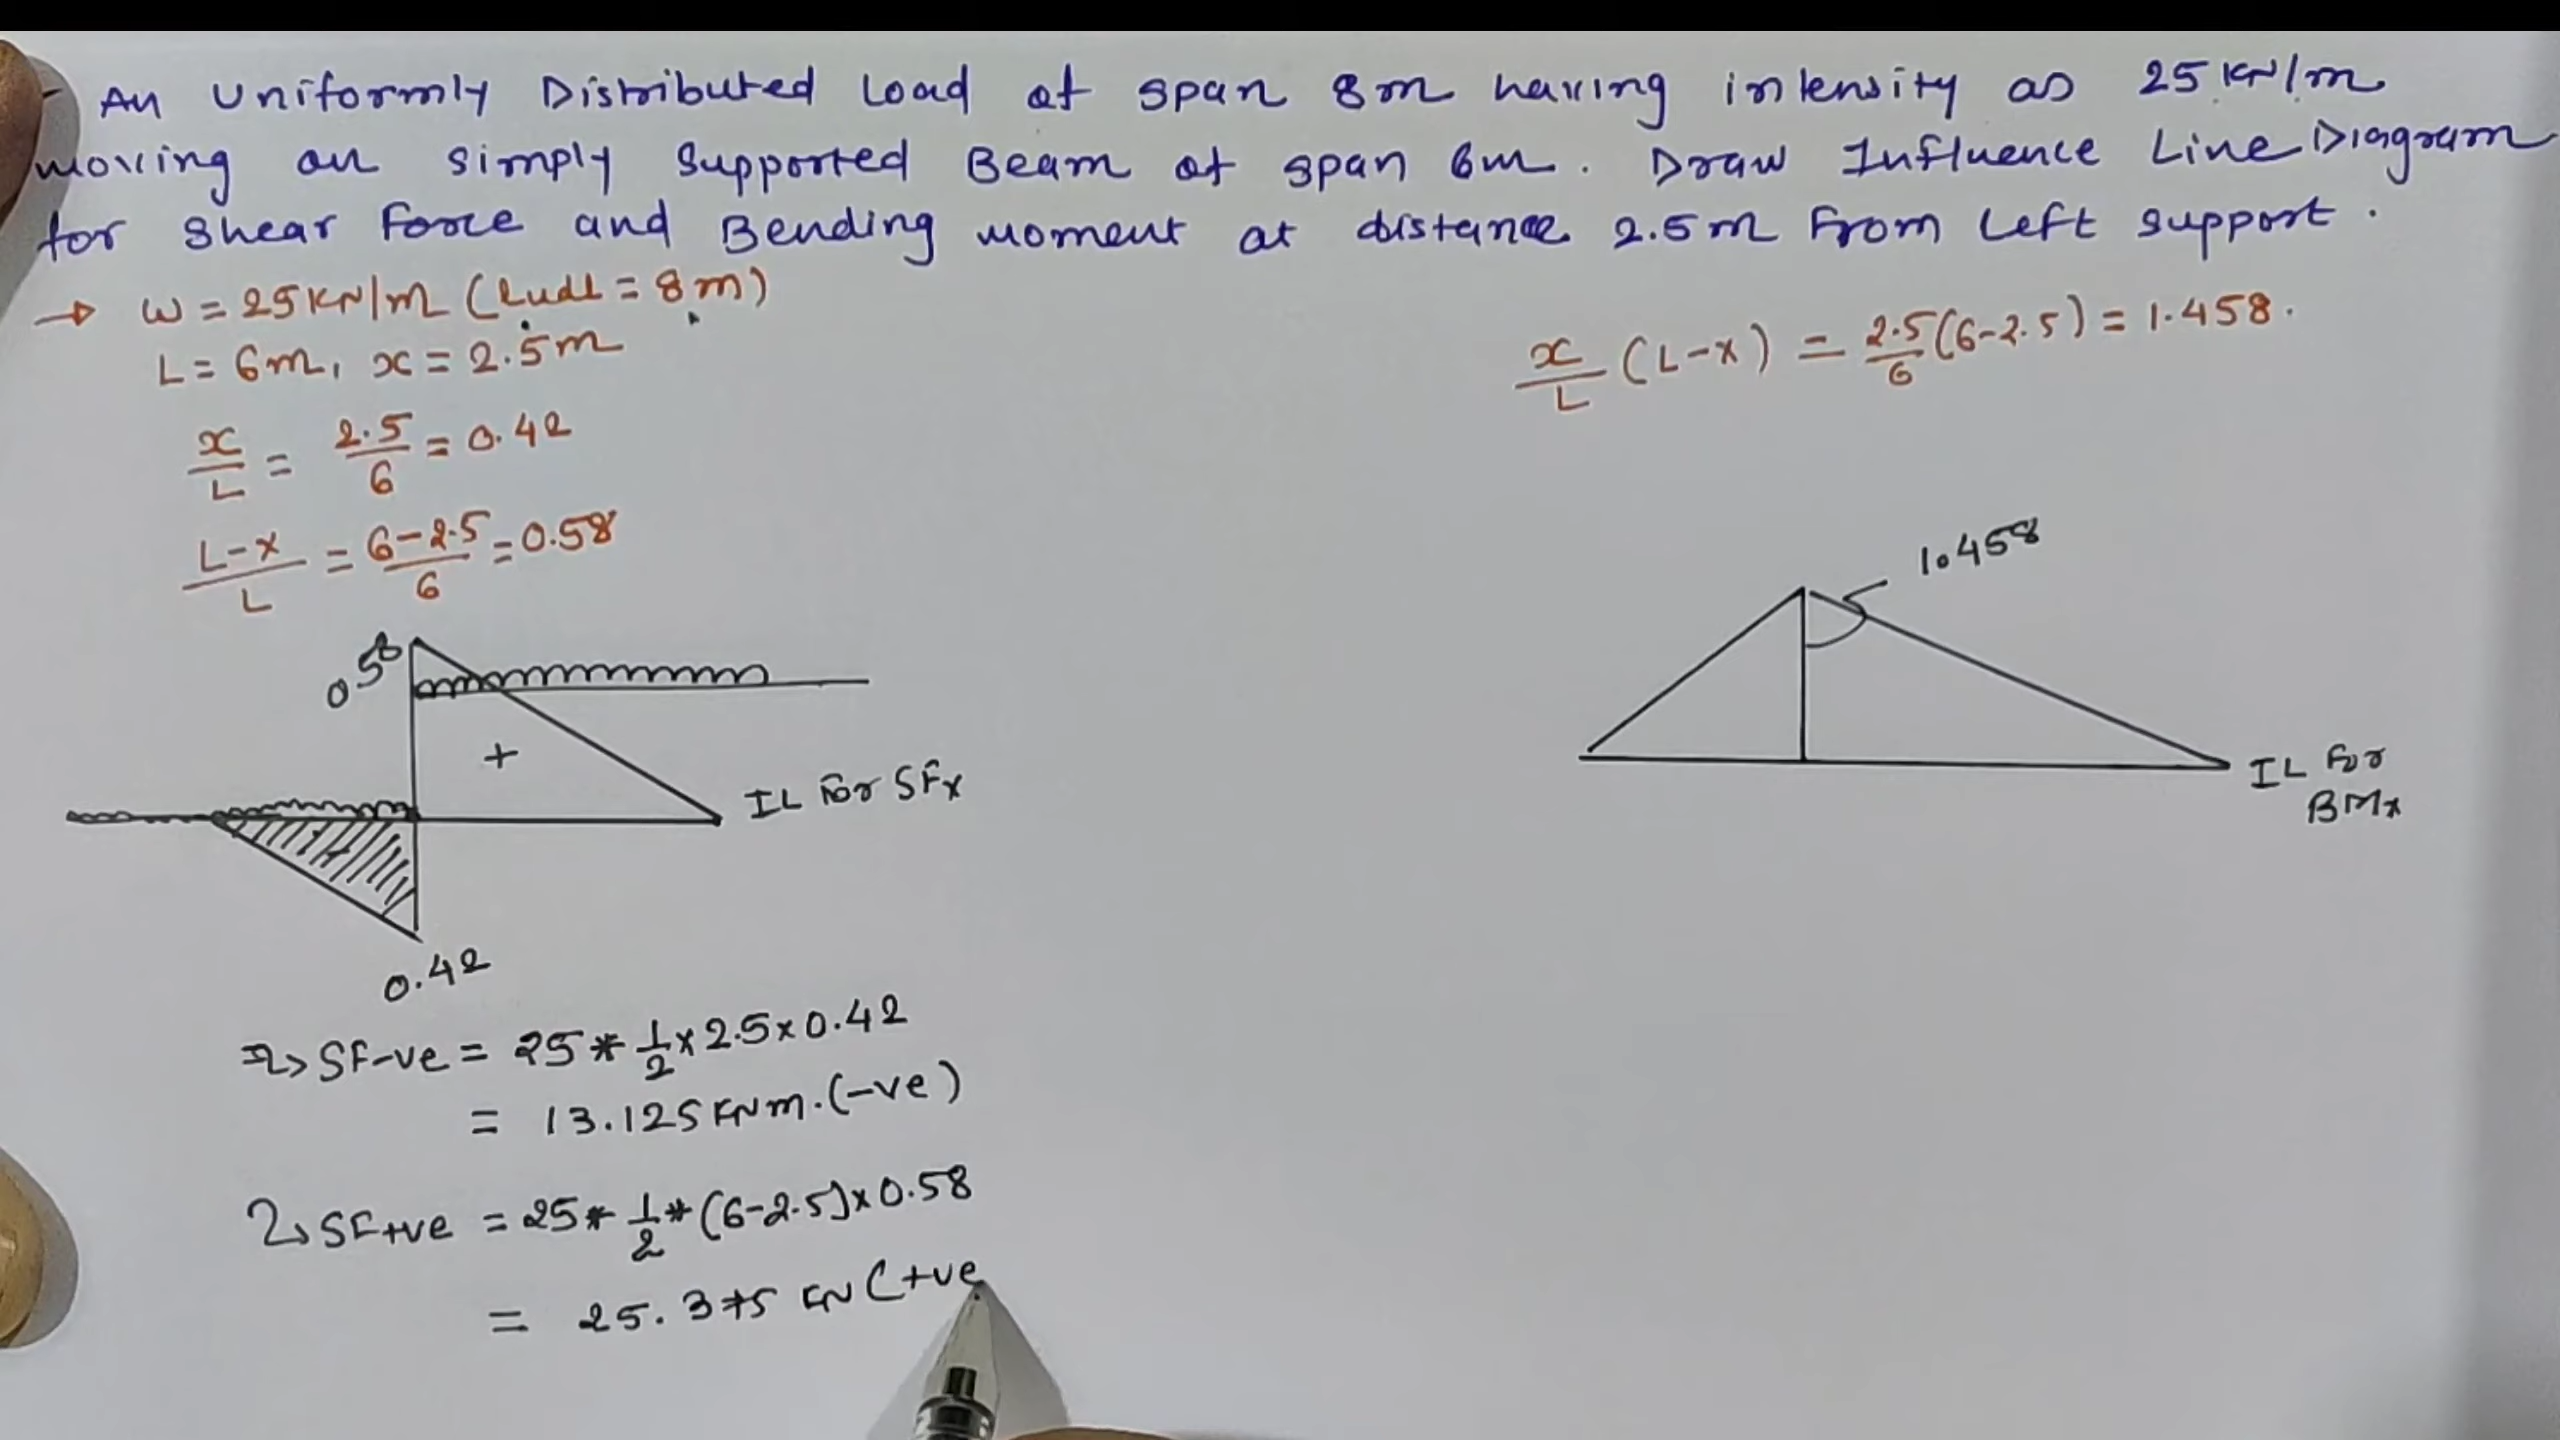 An Uniformly Distributed Load of span 8m having intensity as 25 KN/m
moving on simply supported Beam of span 6m. Draw Influence Line Diagram
for Shear Force and Bending moment at distance 2.5m From Left support.
→ W = 25 KN/m (Ludl = 8m)
L = 6m, x = 2.5m
x/L = 2.5/6 = 0.42
L-x/L = 6-2.5/6 = 0.58
x/L (L-x) = 2.5/6 (6-2.5) = 1.458.
0.58
+
IL For SFx
0.42
1.458
IL For
BMx
SF-ve = 25 * 1/2 × 2.5 × 0.42
= 13.125 KNm. (-ve)
2> SF+ve = 25 * 1/2 * (6-2.5) × 0.58
= 25.375 KN (+ve